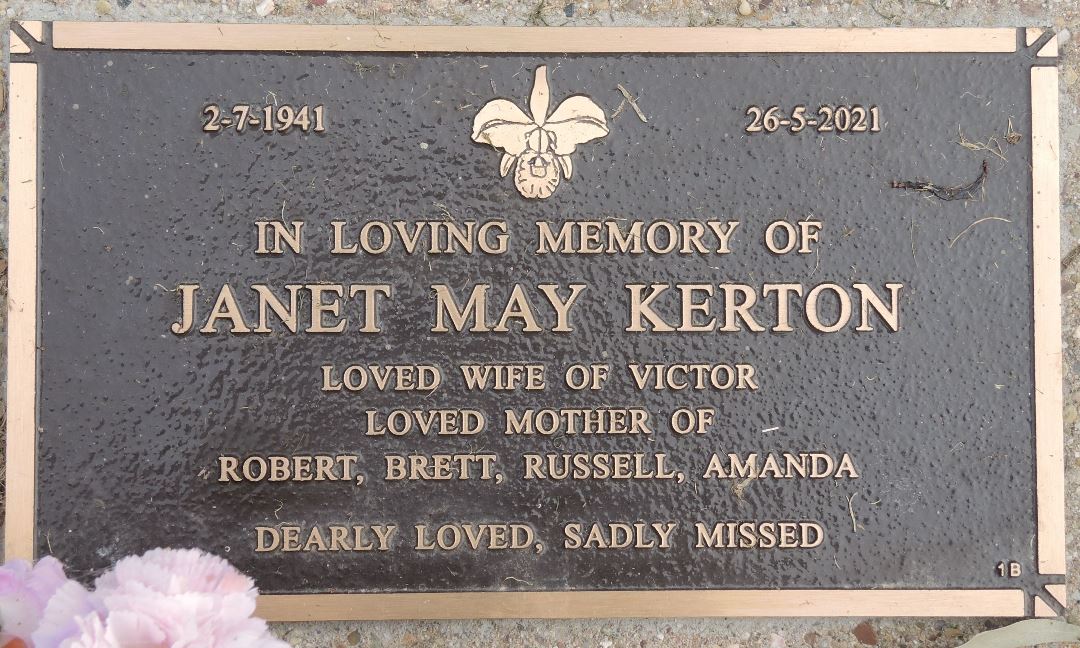 2-7-1941 26-5-2021
IN LOVING MEMORY OF
JANET MAY KERTON
LOVED WIFE OF VICTOR
LOVED MOTHER OF
ROBERT, BRETT, RUSSELL, AMANDA
DEARLY LOVED, SADLY MISSED
1B